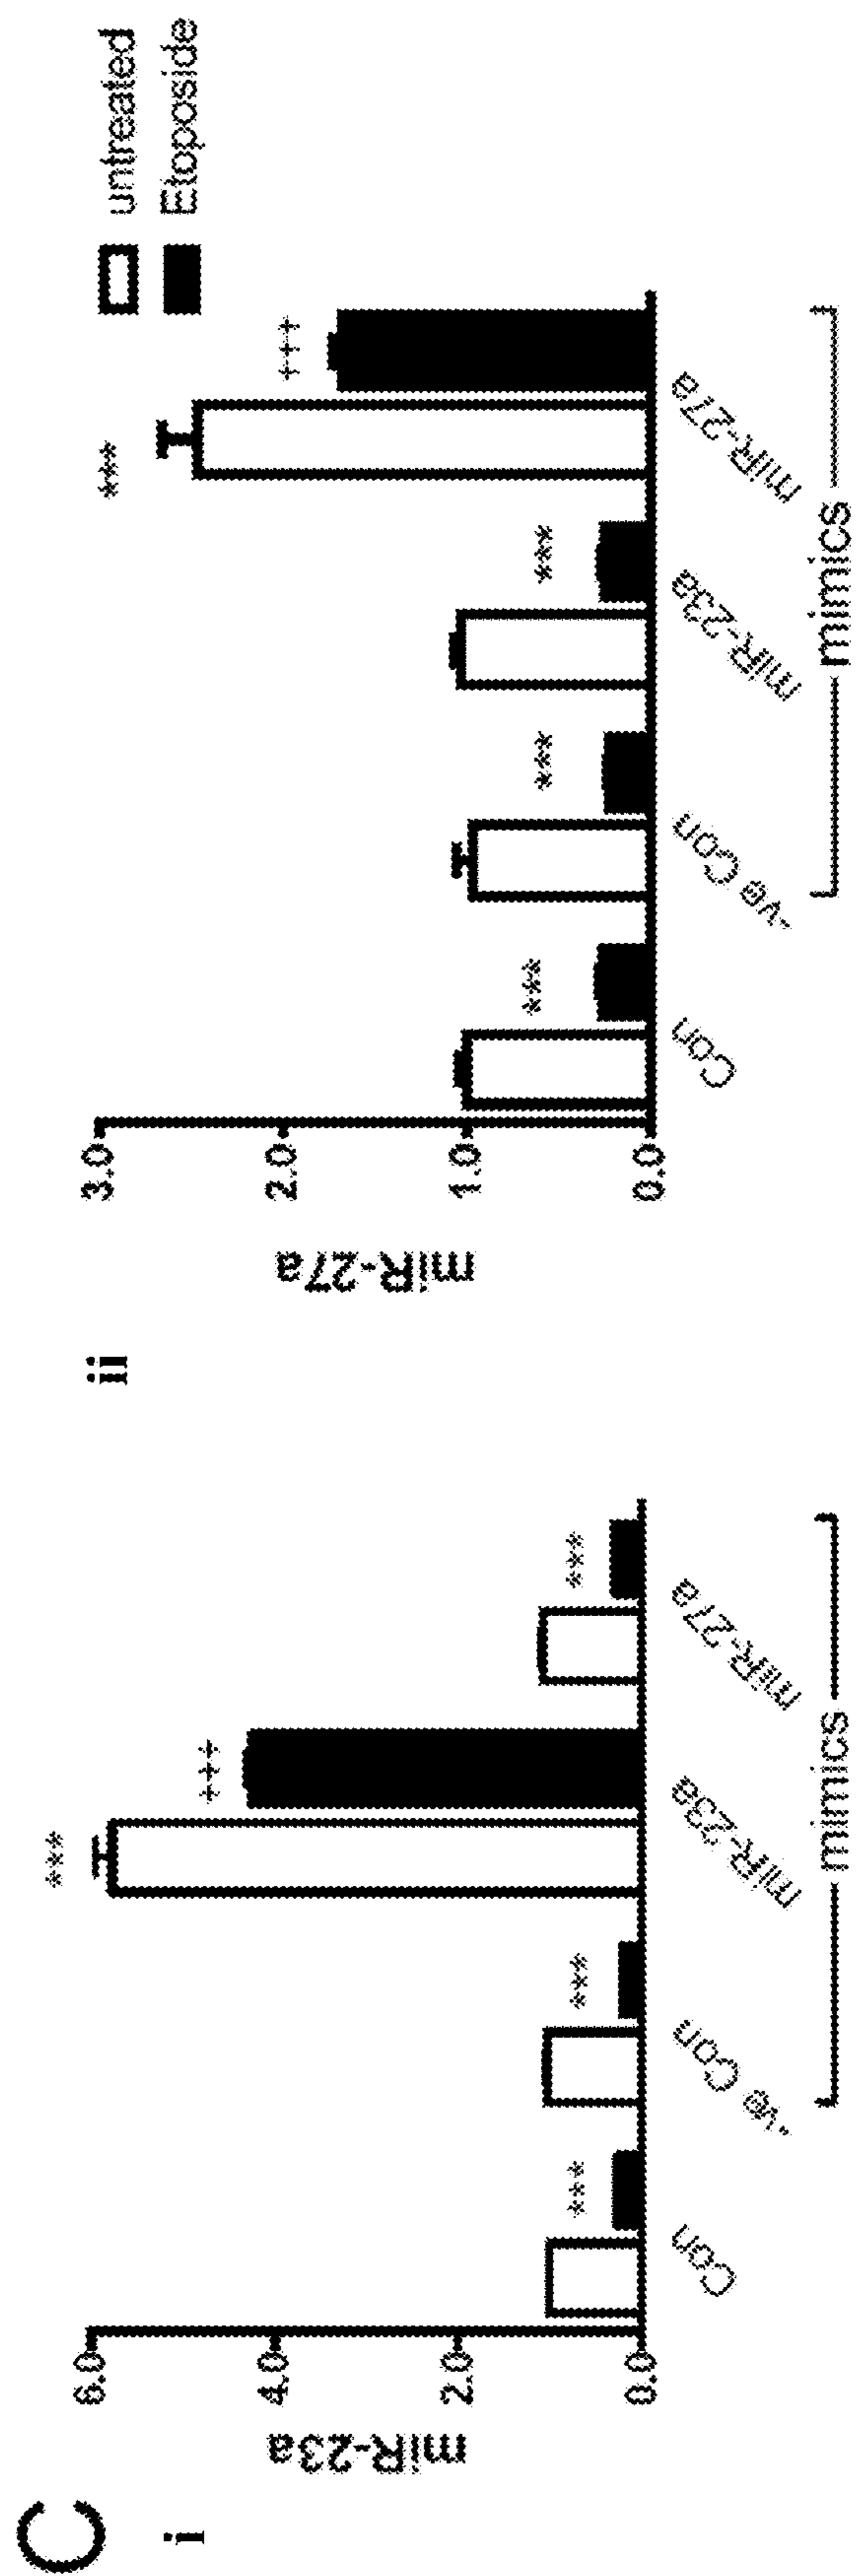 C
i
miR-23a
6.0
4.0
2.0
0.0
***
***
***
+++
***
Con
-ve Con
miR-23a
miR-27a
mimics
ii
miR-27a
3.0
2.0
1.0
0.0
***
***
***
***
+++
Con
-ve Con
miR-23a
miR-27a
mimics
untreated
Etoposide